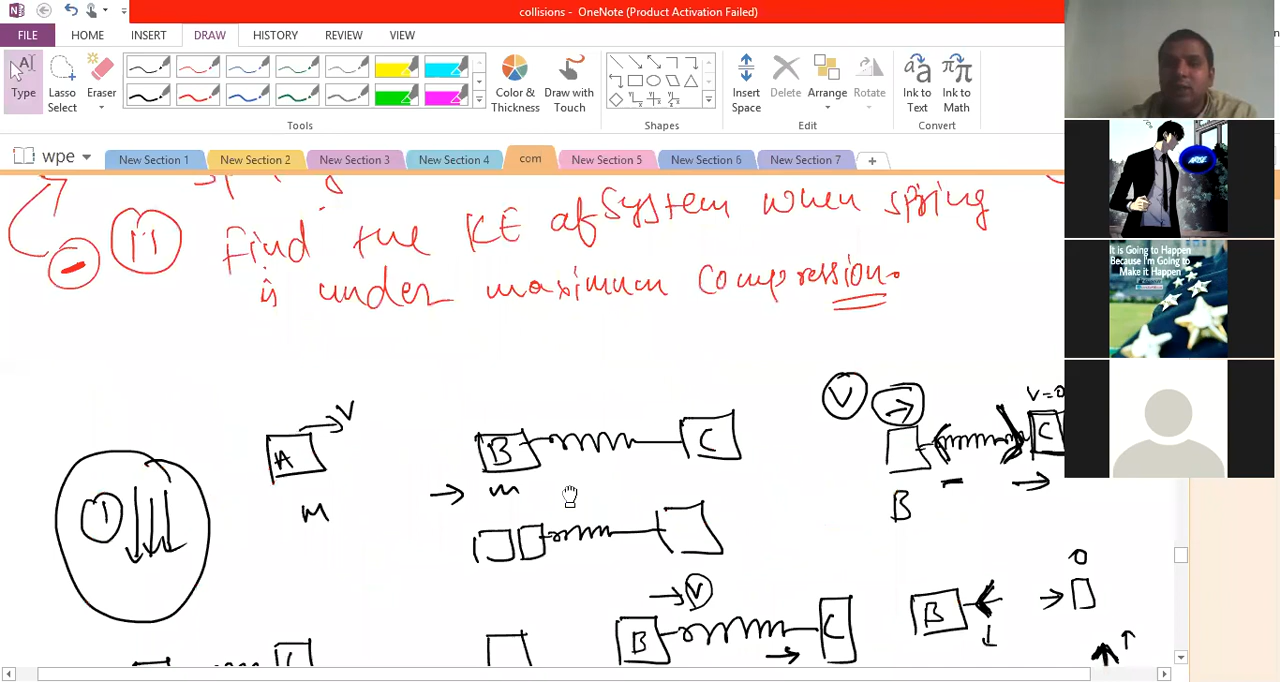 collisions - OneNote (Product Activation Failed)
FILE HOME INSERT DRAW HISTORY REVIEW VIEW
Type
Lasso Select
Eraser
Color & Thickness
Draw with Touch
Insert Space
Delete
Arrange
Rotate
Ink to Text
Ink to Math
Tools Shapes Edit Convert
wpe
New Section 1 New Section 2 New Section 3 New Section 4 com New Section 5 New Section 6 New Section 7
It is Going to Happen
Because I'm Going to
Make it Happen
Find the KE of system when spring
is under maximum compression.
V
A
m
B
m
C
V
V=0
C
B
1
V
B
C
B
0